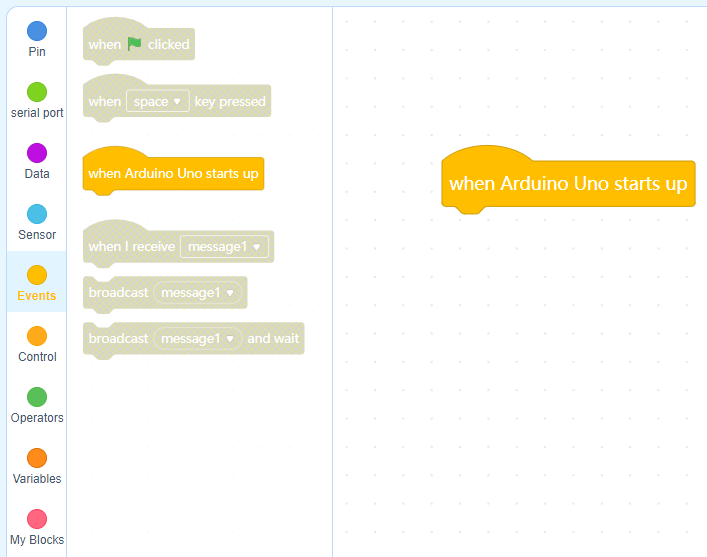 Pin
serial port
Data
Sensor
Events
Control
Operators
Variables
My Blocks
when clicked
when space key pressed
when Arduino Uno starts up
when I receive message1
broadcast message1
broadcast message1 and wait
when Arduino Uno starts up